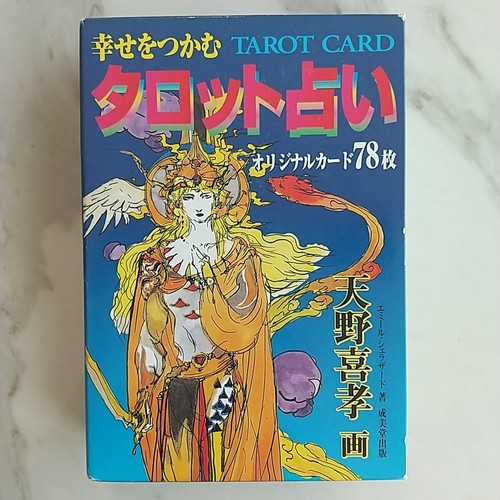 幸せをつかむ TAROT CARD
タロット占い
オリジナルカード78枚
天野喜孝 画
エミール・シェラザード 著 成美堂出版